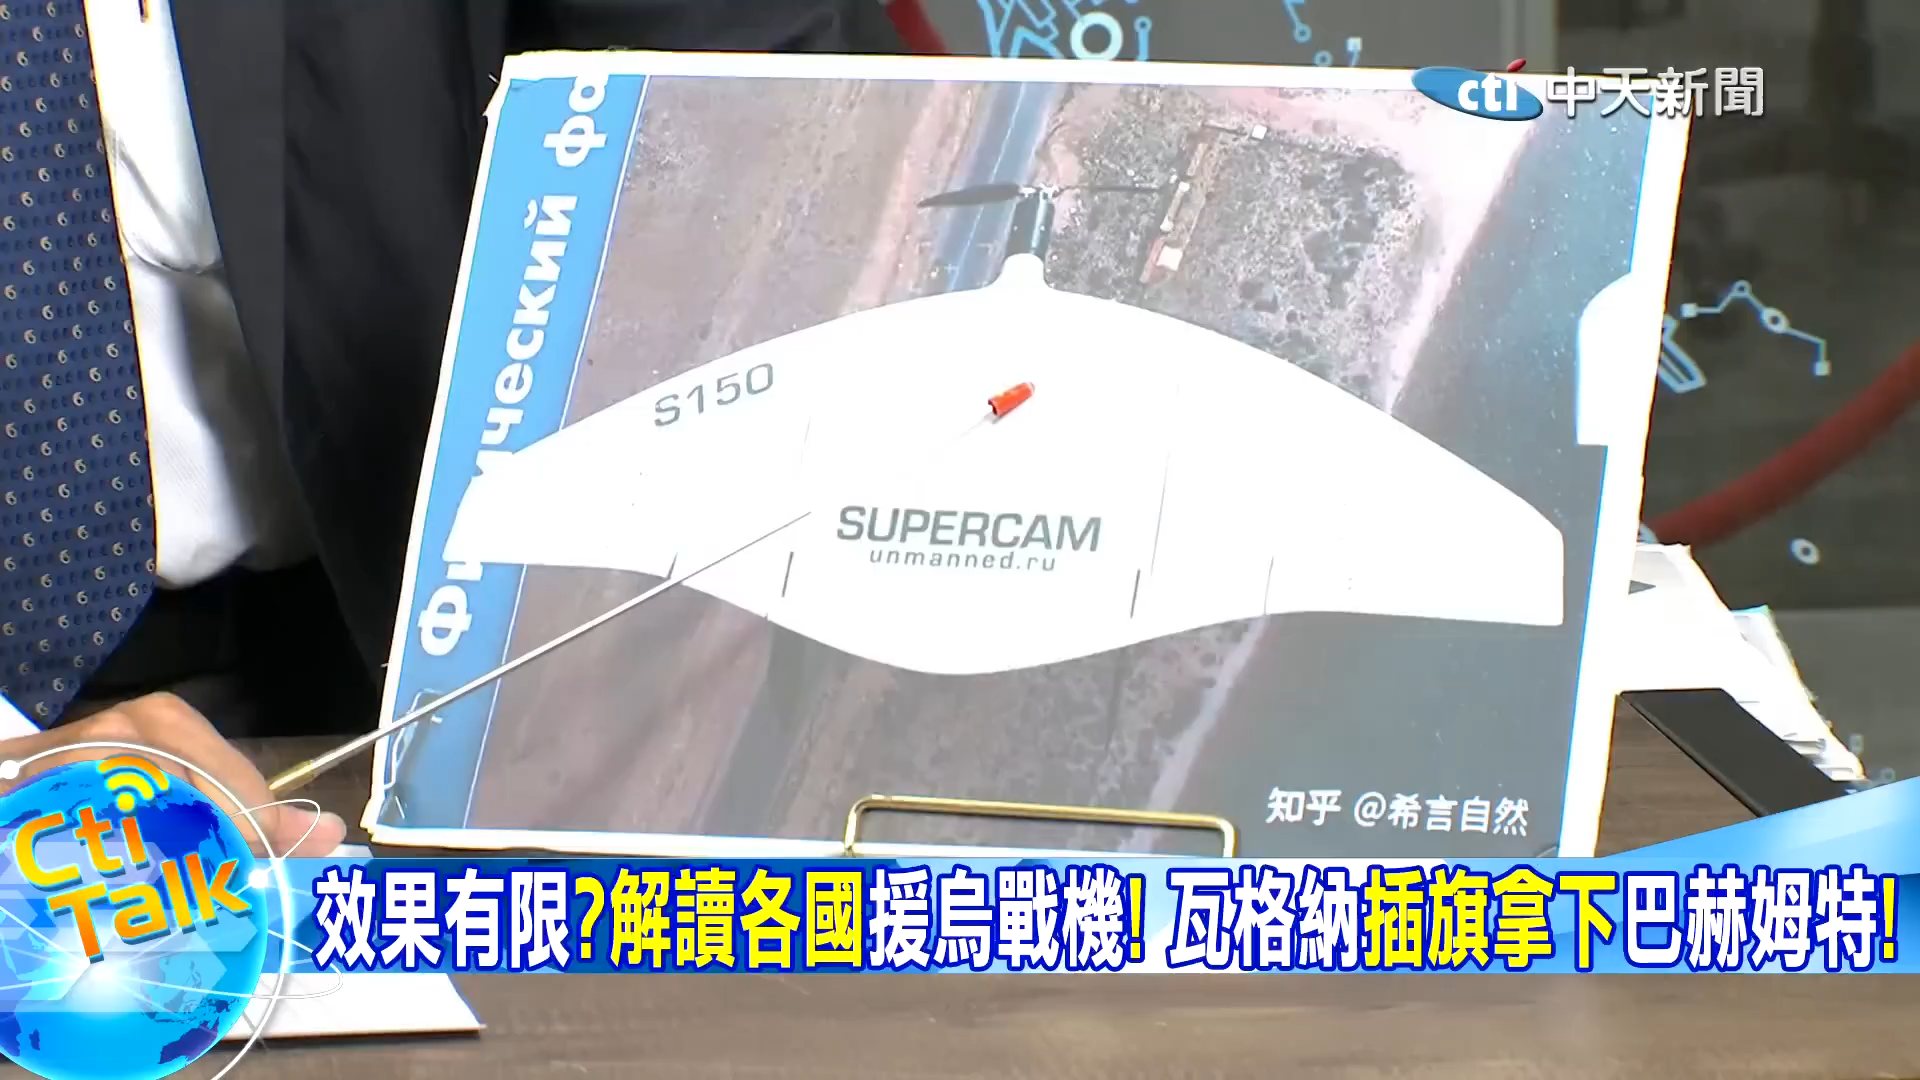 cti 中天新聞
S150
SUPERCAM
unmanned.ru
知乎 @希言自然
Cti
Talk
效果有限?解讀各國援烏戰機! 瓦格納插旗拿下巴赫姆特!